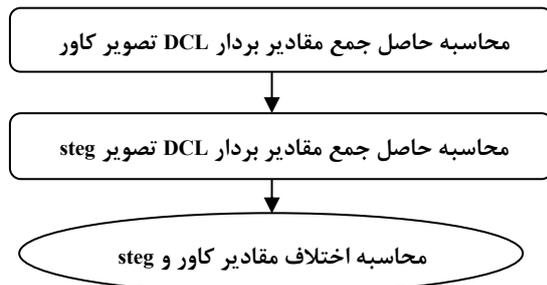 محاسبه حاصل جمع مقادیر بردار DCL تصویر کاور
محاسبه حاصل جمع مقادیر بردار DCL تصویر steg
محاسبه اختلاف مقادیر کاور و steg